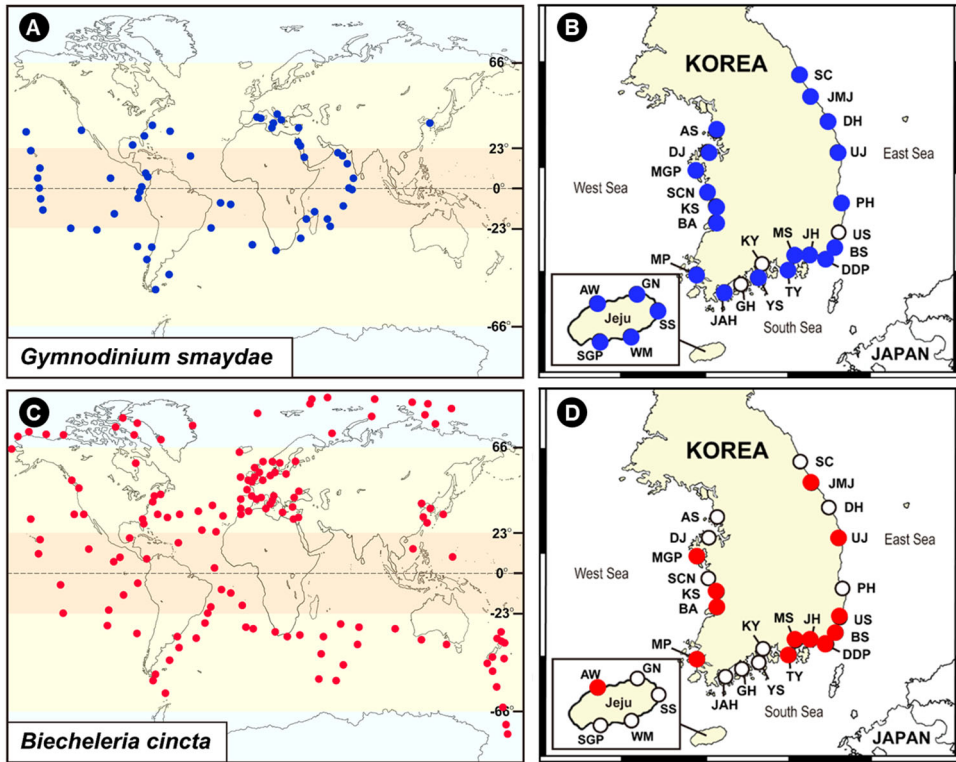 A
66°
23°
0°
-23°
-66°
Gymnodinium smaydae
B
KOREA
SC
JMJ
DH
UJ
East Sea
PH
US
BS
DDP
AS
DJ
MGP
West Sea
SCN
KS
BA
MP
KY
MS
JH
JAH
GH
YS
TY
South Sea
JAPAN
AW
GN
Jeju
SS
SGP
WM
C
66°
23°
0°
-23°
-66°
Biecheleria cincta
D
KOREA
SC
JMJ
DH
UJ
East Sea
PH
US
BS
DDP
AS
DJ
MGP
West Sea
SCN
KS
BA
MP
KY
MS
JH
JAH
GH
YS
TY
South Sea
JAPAN
AW
GN
Jeju
SS
SGP
WM